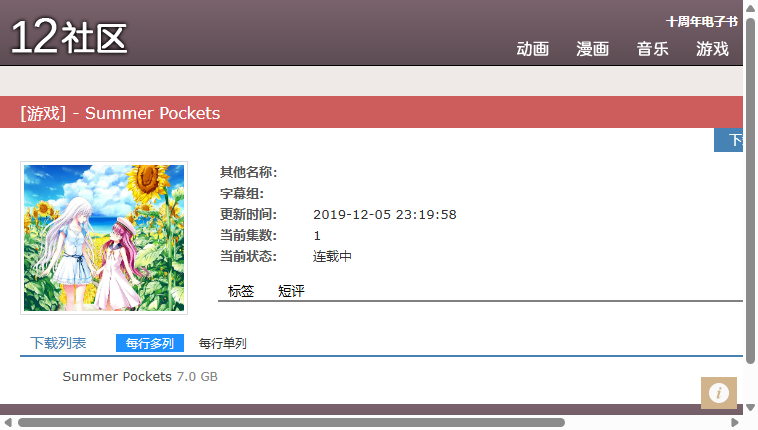 12社区
十周年电子书
动画 漫画 音乐 游戏
[游戏] - Summer Pockets
其他名称:
字幕组:
更新时间: 2019-12-05 23:19:58
当前集数: 1
当前状态: 连载中
标签 短评
下载列表 每行多列 每行单列
Summer Pockets 7.0 GB